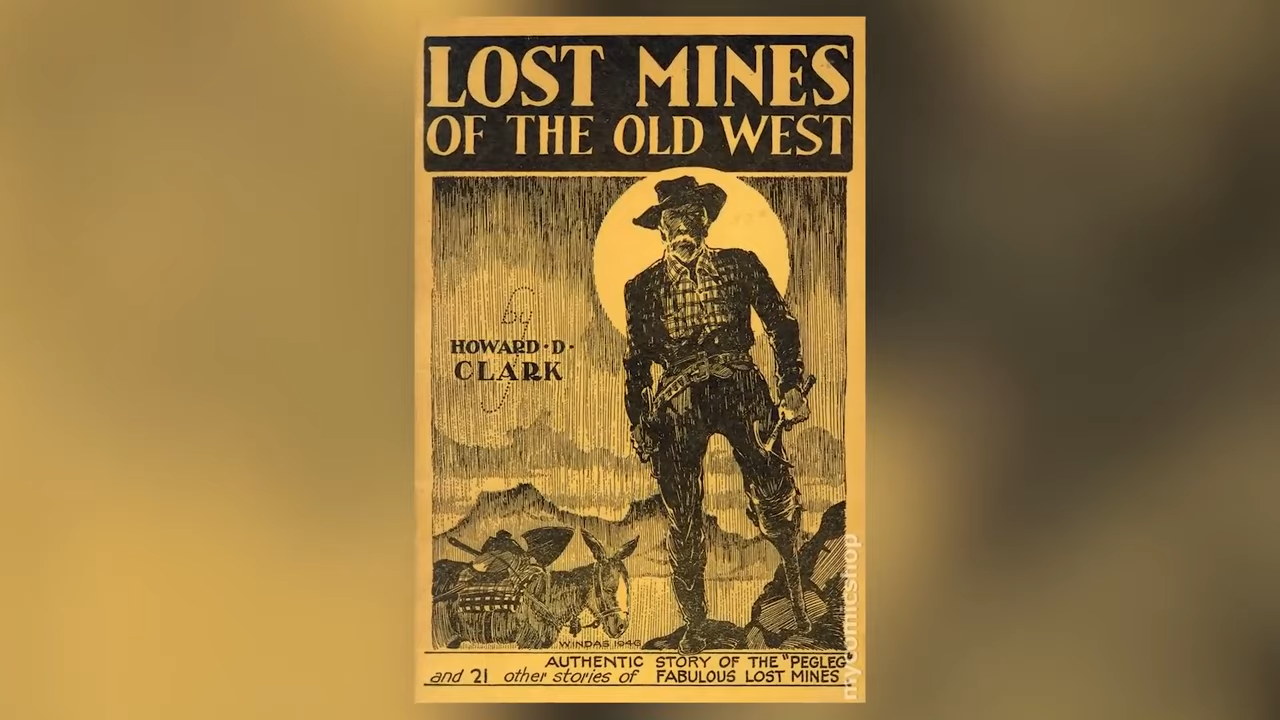 LOST MINES
OF THE OLD WEST
by
HOWARD · D ·
CLARK
WINDAS 1946
AUTHENTIC STORY OF THE "PEGLEG
and 21 other stories of FABULOUS LOST MINES
mycomicshop